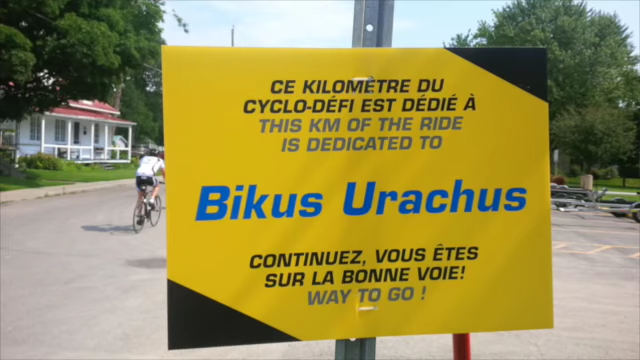 CE KILOMÈTRE DU
CYCLO-DÉFI EST DÉDIÉ À
THIS KM OF THE RIDE
IS DEDICATED TO
Bikus Urachus
CONTINUEZ, VOUS ÊTES
SUR LA BONNE VOIE!
WAY TO GO !